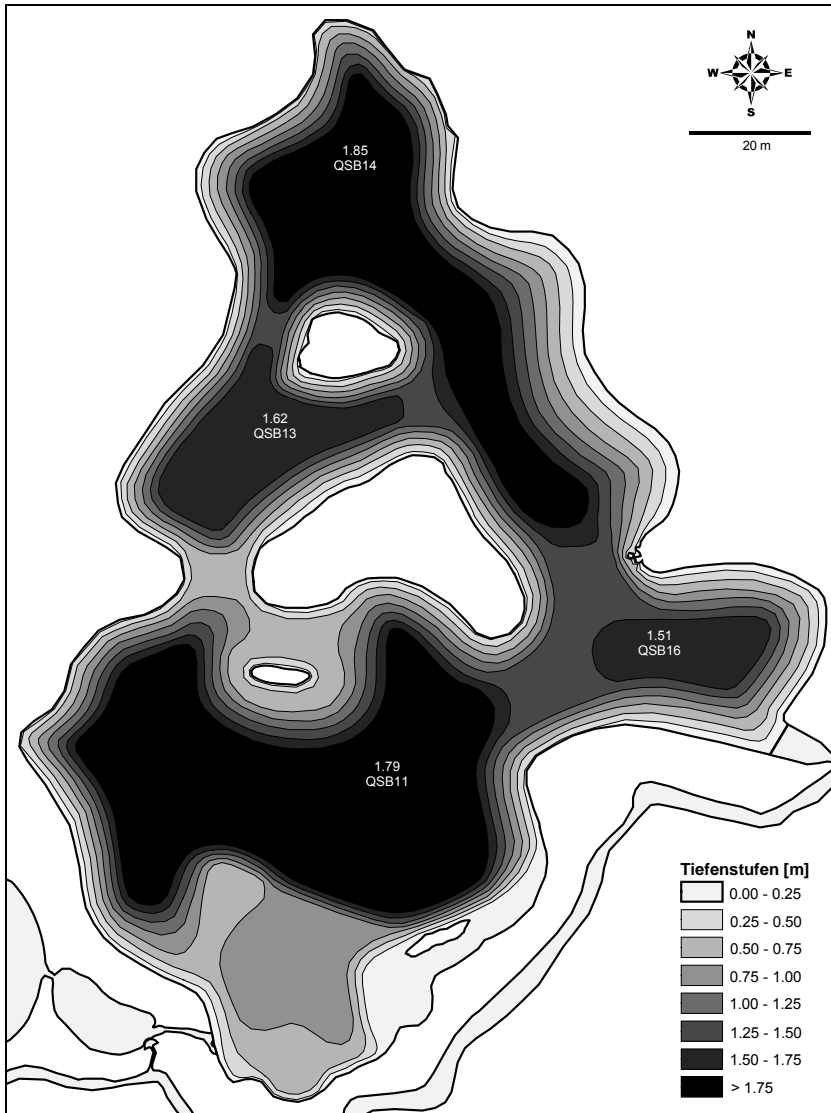 N
W E
S
20 m
1.85
QSB14
1.62
QSB13
1.51
QSB16
1.79
QSB11
Tiefenstufen [m]
0.00 - 0.25
0.25 - 0.50
0.50 - 0.75
0.75 - 1.00
1.00 - 1.25
1.25 - 1.50
1.50 - 1.75
> 1.75